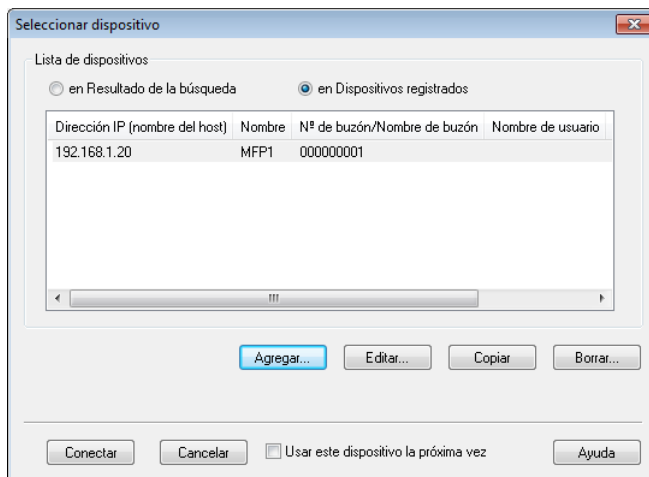 Seleccionar dispositivo
Lista de dispositivos
en Resultado de la búsqueda en Dispositivos registrados
Dirección IP (nombre del host) Nombre Nº de buzón/Nombre de buzón Nombre de usuario
192.168.1.20 MFP1 000000001
Agregar... Editar... Copiar Borrar...
Conectar Cancelar Usar este dispositivo la próxima vez Ayuda